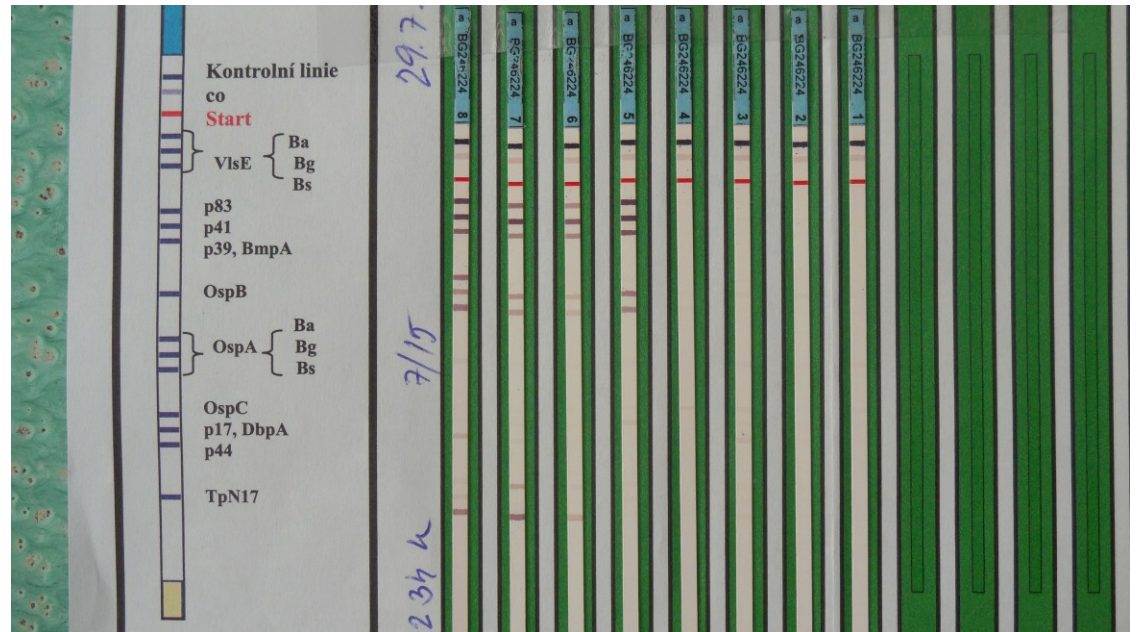 Kontrolní linie
co
Start
Ba
VlsE
Bg
Bs
p83
p41
p39, BmpA
OspB
Ba
OspA
Bg
Bs
OspC
p17, DbpA
p44
TpN17
29.7.
7/15
a BG246224 8
a BG246224 7
a BG246224 6
a BG246224 5
a BG246224 4
a BG246224 3
a BG246224 2
a BG246224 1